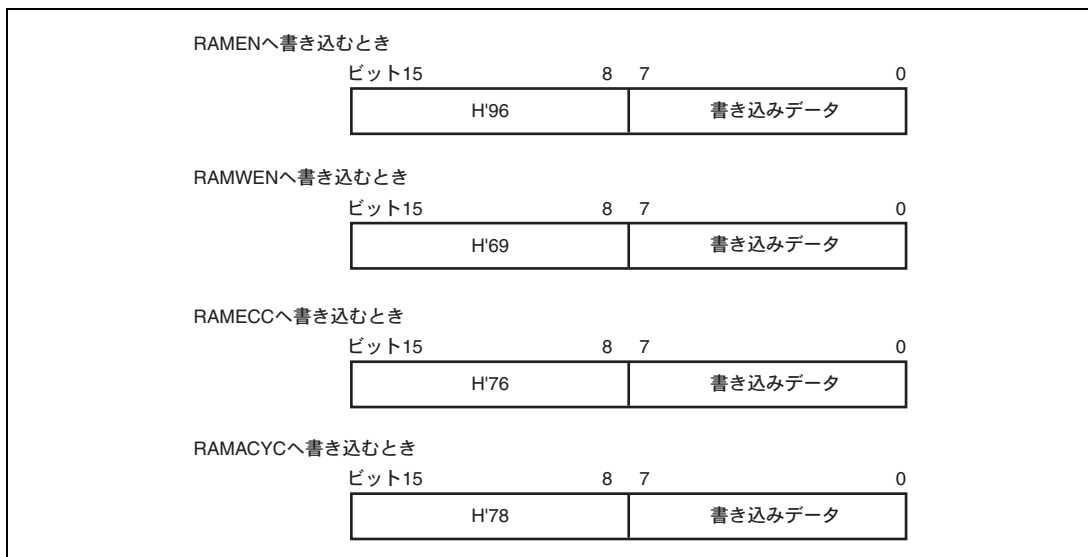 RAMENへ書き込むとき
ビット15 8 7 0
H'96 書き込みデータ
RAMWENへ書き込むとき
ビット15 8 7 0
H'69 書き込みデータ
RAMECCへ書き込むとき
ビット15 8 7 0
H'76 書き込みデータ
RAMACYCへ書き込むとき
ビット15 8 7 0
H'78 書き込みデータ